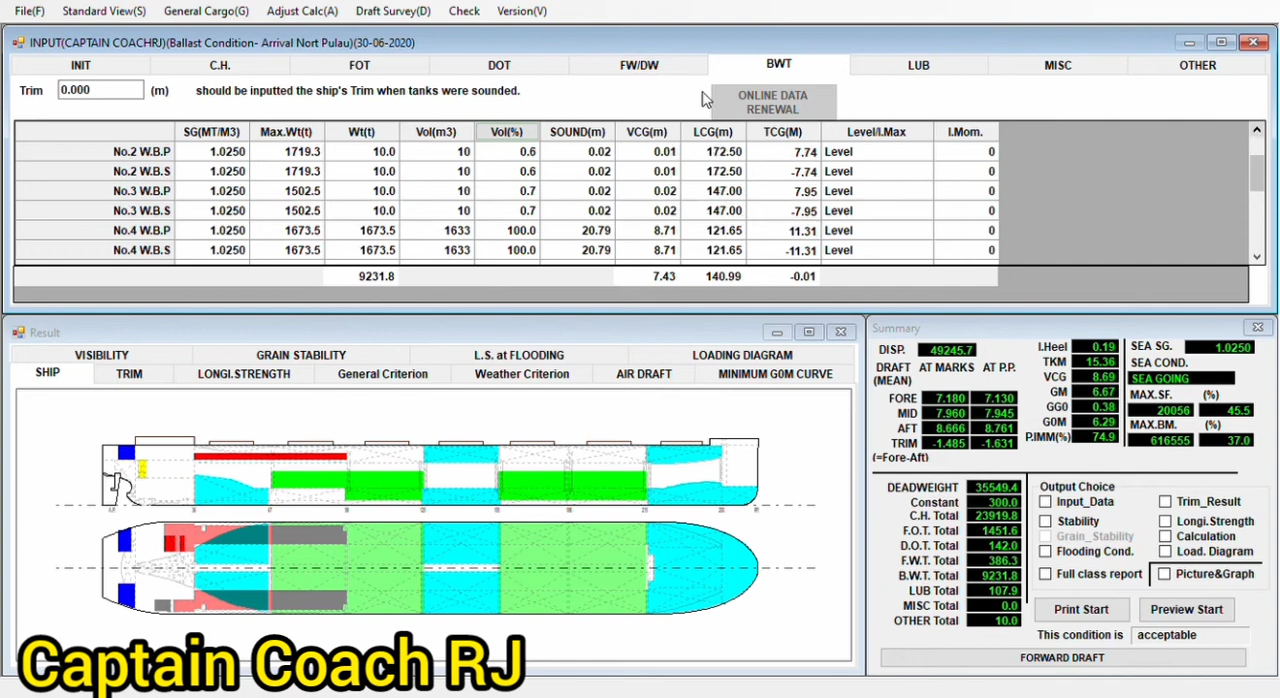 File(F) Standard View(S) General Cargo(G) Adjust Calc(A) Draft Survey(D) Check Version(V)
INPUT(CAPTAIN COACHRJ)(Ballast Condition- Arrival Nort Pulau)(30-06-2020)
INIT C.H. FOT DOT FW/DW BWT LUB MISC OTHER
Trim 0.000 (m) should be inputted the ship's Trim when tanks were sounded.
ONLINE DATA
RENEWAL
SG(MT/M3) Max.Wt(t) Wt(t) Vol(m3) Vol(%) SOUND(m) VCG(m) LCG(m) TCG(M) Level/I.Max I.Mom.
No.2 W.B.P 1.0250 1719.3 10.0 10 0.6 0.02 0.01 172.50 7.74 Level 0
No.2 W.B.S 1.0250 1719.3 10.0 10 0.6 0.02 0.01 172.50 -7.74 Level 0
No.3 W.B.P 1.0250 1502.5 10.0 10 0.7 0.02 0.02 147.00 7.95 Level 0
No.3 W.B.S 1.0250 1502.5 10.0 10 0.7 0.02 0.02 147.00 -7.95 Level 0
No.4 W.B.P 1.0250 1673.5 1673.5 1633 100.0 20.79 8.71 121.65 11.31 Level 0
No.4 W.B.S 1.0250 1673.5 1673.5 1633 100.0 20.79 8.71 121.65 -11.31 Level 0
9231.8 7.43 140.99 -0.01
Result
VISIBILITY GRAIN STABILITY L.S. at FLOODING LOADING DIAGRAM
SHIP TRIM LONGI.STRENGTH General Criterion Weather Criterion AIR DRAFT MINIMUM G0M CURVE
Summary
DISP. 49245.7
DRAFT AT MARKS AT P.P.
(MEAN)
FORE 7.180 7.130
MID 7.960 7.945
AFT 8.666 8.761
TRIM -1.485 -1.631
(=Fore-Aft)
I.Heel 0.19
TKM 15.36
VCG 8.69
GM 6.67
GG0 0.38
G0M 6.29
P.IMM(%) 74.9
SEA SG. 1.0250
SEA COND.
SEA GOING
MAX.SF. (%)
20056 45.5
MAX.BM. (%)
616555 37.0
DEADWEIGHT 35549.4
Constant 300.0
C.H. Total 23919.8
F.O.T. Total 1451.6
D.O.T. Total 142.0
F.W.T. Total 386.3
B.W.T. Total 9231.8
LUB Total 107.9
MISC Total 0.0
OTHER Total 10.0
Output Choice
Input_Data Trim_Result
Stability Longi.Strength
Grain_Stability Calculation
Flooding Cond. Load. Diagram
Full class report Picture&Graph
Print Start Preview Start
This condition is acceptable
FORWARD DRAFT
Captain Coach RJ